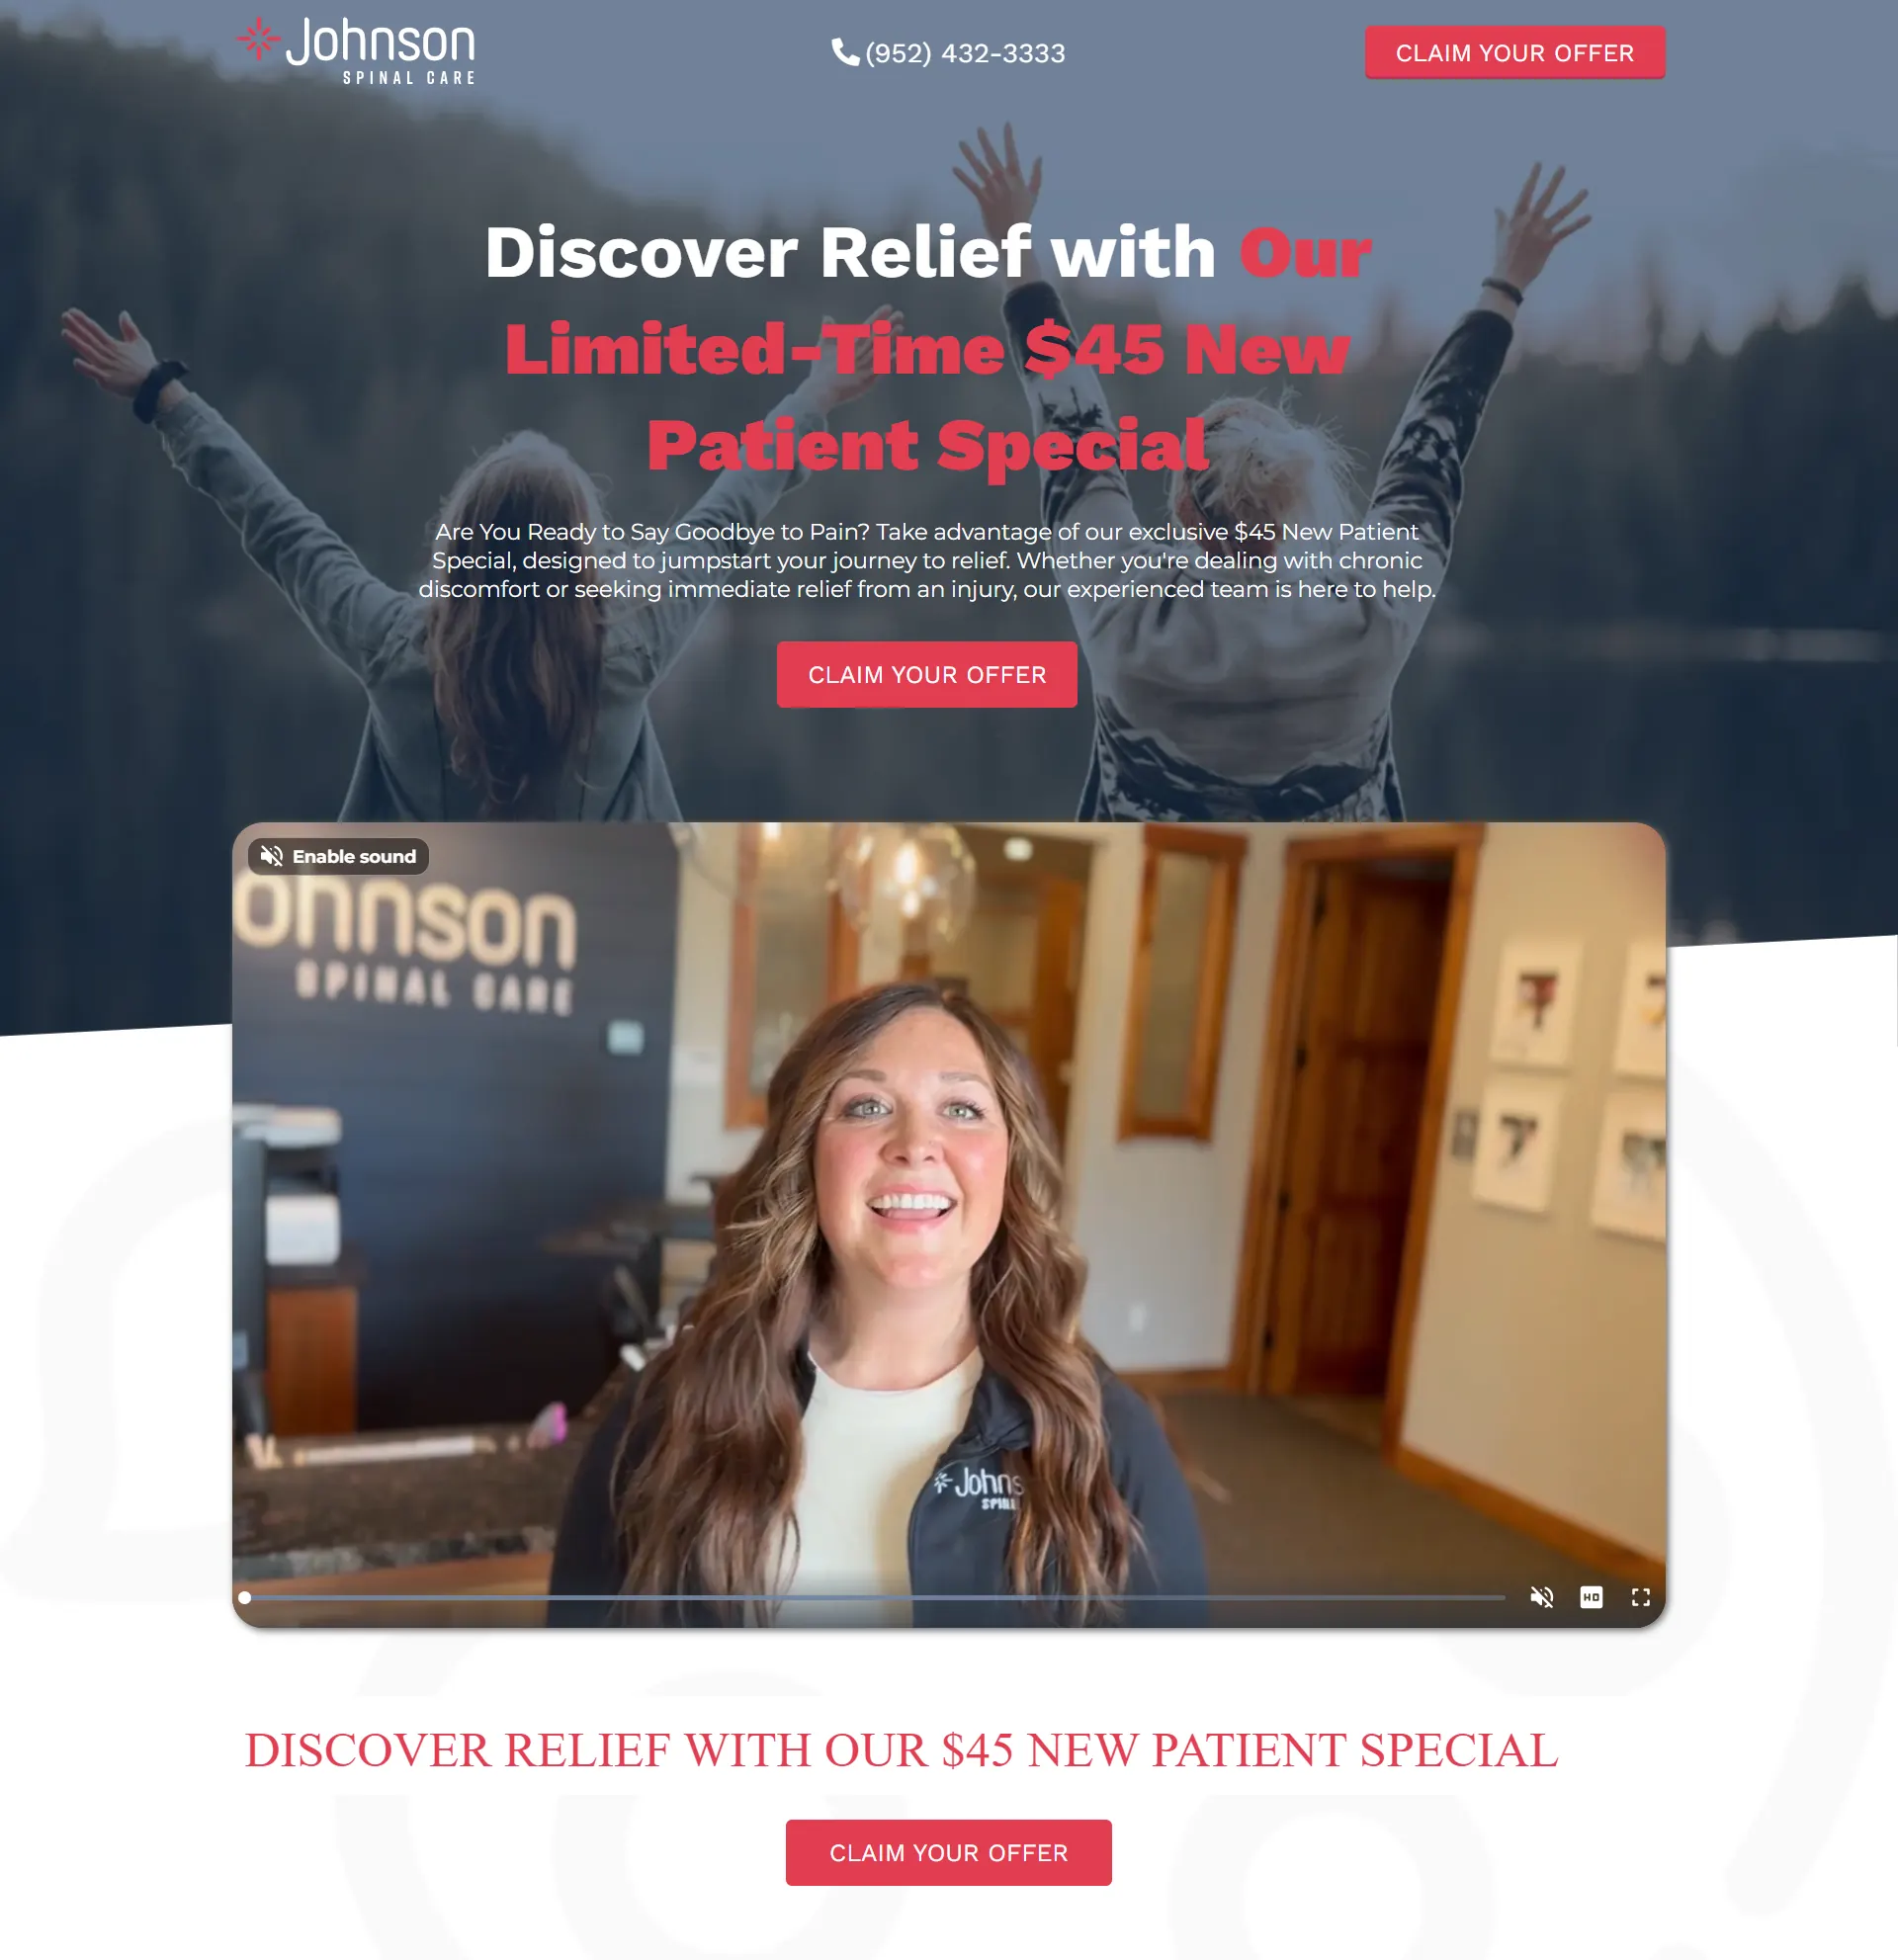 Johnson
SPINAL CARE
(952) 432-3333
CLAIM YOUR OFFER
Discover Relief with Our
Limited-Time $45 New
Patient Special
Are You Ready to Say Goodbye to Pain? Take advantage of our exclusive $45 New Patient
Special, designed to jumpstart your journey to relief. Whether you're dealing with chronic
discomfort or seeking immediate relief from an injury, our experienced team is here to help.
CLAIM YOUR OFFER
Enable sound
ohnson
SPINAL CARE
Johns
SPIN
HD
DISCOVER RELIEF WITH OUR $45 NEW PATIENT SPECIAL
CLAIM YOUR OFFER